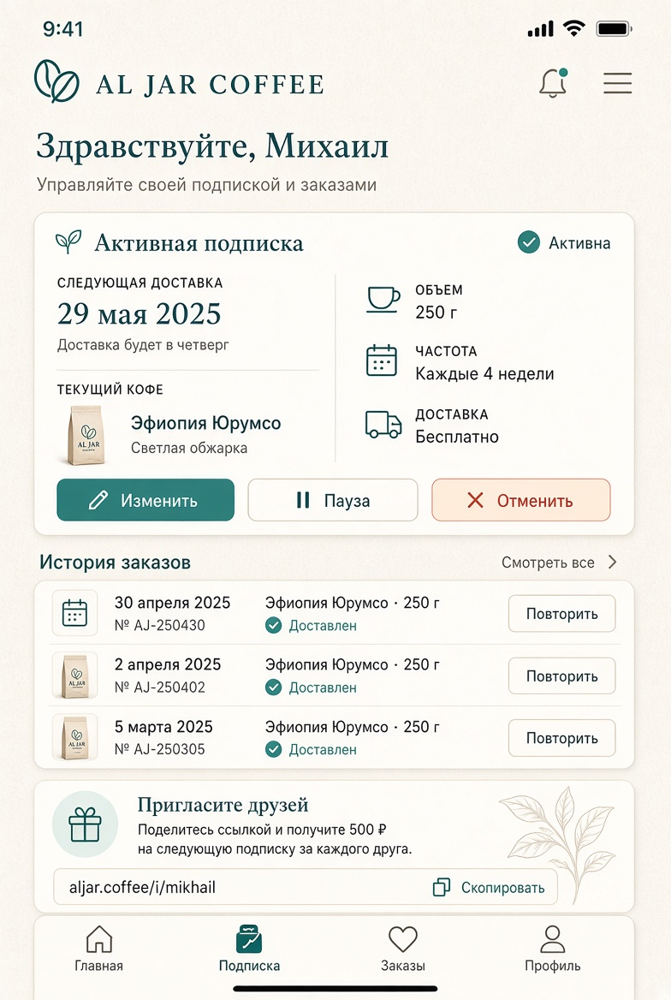 9:41
AL JAR COFFEE
Здравствуйте, Михаил
Управляйте своей подпиской и заказами
Активная подписка
Активна
СЛЕДУЮЩАЯ ДОСТАВКА
29 мая 2025
Доставка будет в четверг
ТЕКУЩИЙ КОФЕ
AL JAR
Эфиопия Юрумсо
Светлая обжарка
ОБЪЕМ
250 г
ЧАСТОТА
Каждые 4 недели
ДОСТАВКА
Бесплатно
Изменить
Пауза
Отменить
История заказов
Смотреть все
30 апреля 2025
№ AJ-250430
Эфиопия Юрумсо · 250 г
Доставлен
Повторить
AL JAR
2 апреля 2025
№ AJ-250402
Эфиопия Юрумсо · 250 г
Доставлен
Повторить
AL JAR
5 марта 2025
№ AJ-250305
Эфиопия Юрумсо · 250 г
Доставлен
Повторить
Пригласите друзей
Поделитесь ссылкой и получите 500 ₽
на следующую подписку за каждого друга.
aljar.coffee/i/mikhail
Скопировать
Главная
Подписка
Заказы
Профиль